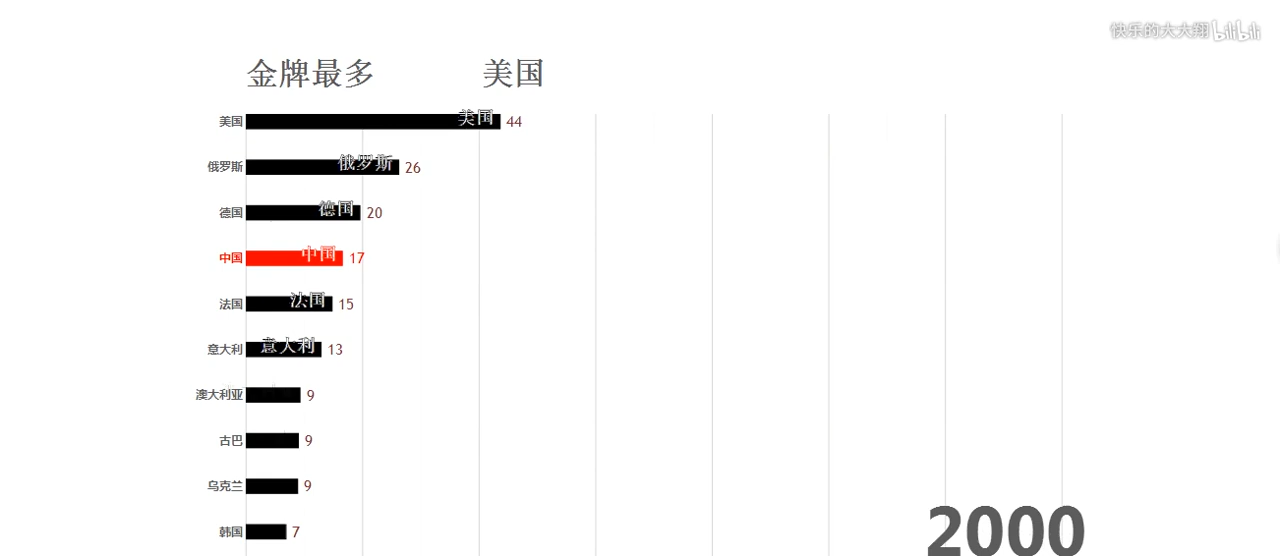 快乐的大大翔 bilibili
金牌最多 美国
美国 美国 44
俄罗斯 俄罗斯 26
德国 德国 20
中国 中国 17
法国 法国 15
意大利 意大利 13
澳大利亚 9
古巴 9
乌克兰 9
韩国 7
2000